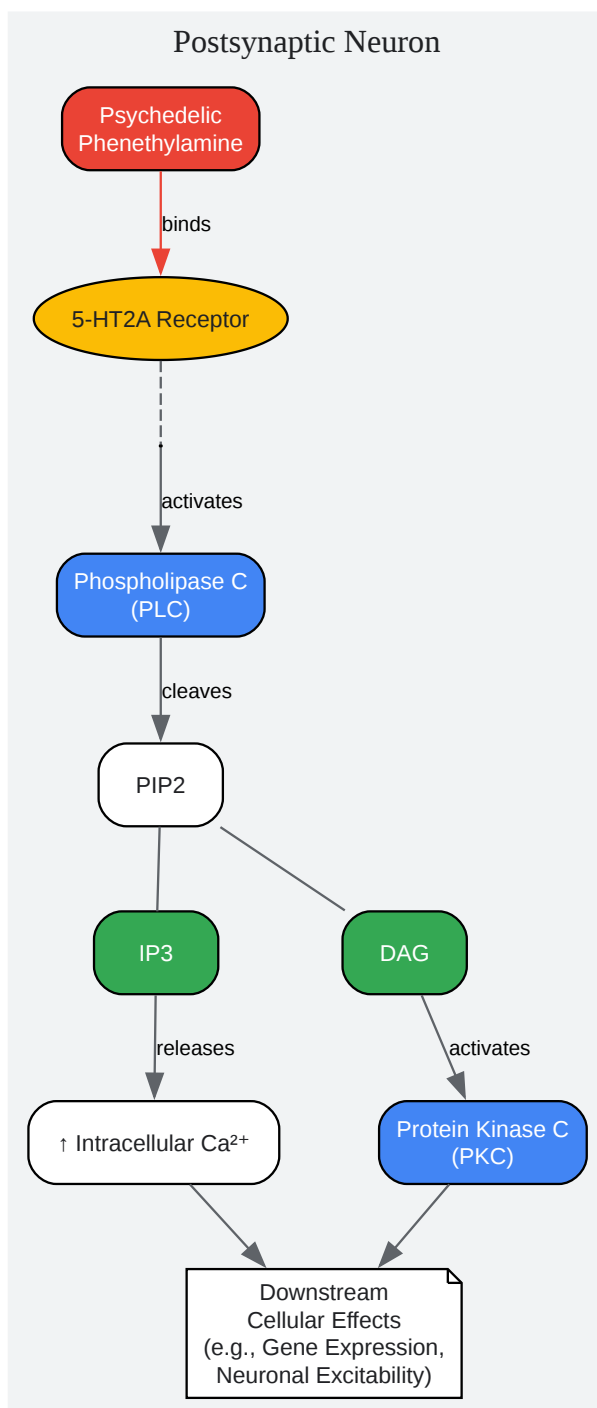 Postsynaptic Neuron
Psychedelic
Phenethylamine
binds
5-HT2A Receptor
activates
Phospholipase C
(PLC)
cleaves
PIP2
IP3
DAG
releases
activates
↑ Intracellular Ca²⁺
Protein Kinase C
(PKC)
Downstream
Cellular Effects
(e.g., Gene Expression,
Neuronal Excitability)